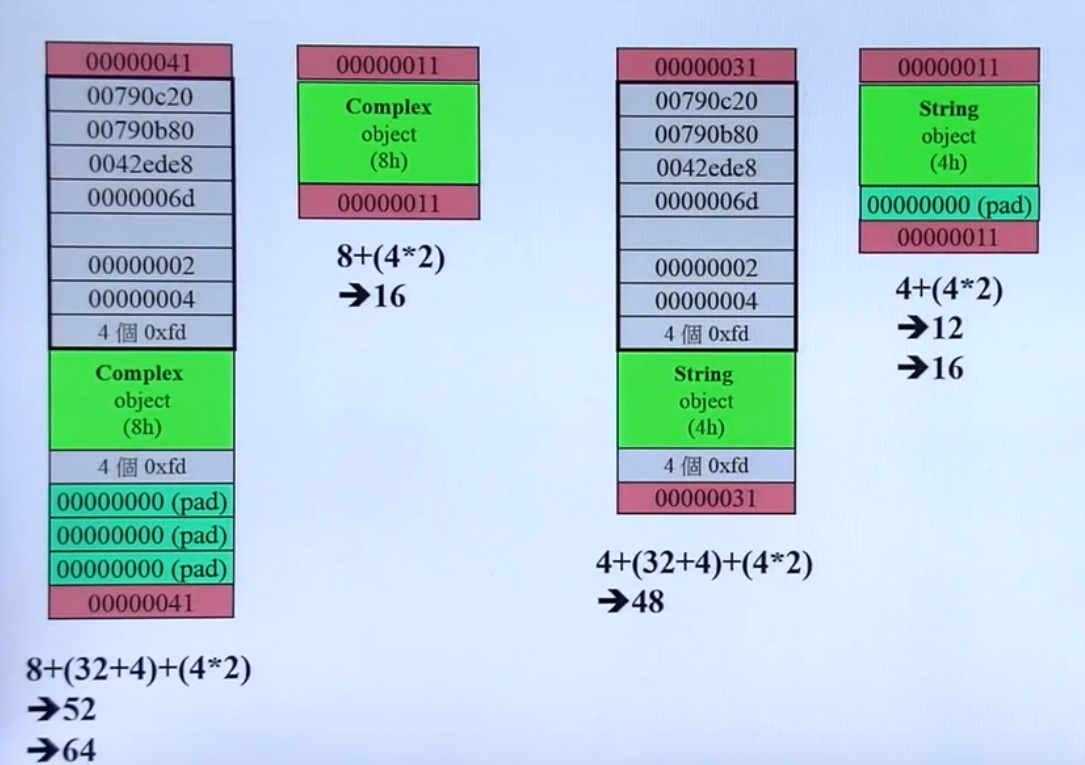 00000041
00790c20
00790b80
0042ede8
0000006d
00000002
00000004
4 個 0xfd
Complex
object
(8h)
4 個 0xfd
00000000 (pad)
00000000 (pad)
00000000 (pad)
00000041
8+(32+4)+(4*2)
➔52
➔64
00000011
Complex
object
(8h)
00000011
8+(4*2)
➔16
00000031
00790c20
00790b80
0042ede8
0000006d
00000002
00000004
4 個 0xfd
String
object
(4h)
4 個 0xfd
00000031
4+(32+4)+(4*2)
➔48
00000011
String
object
(4h)
00000000 (pad)
00000011
4+(4*2)
➔12
➔16